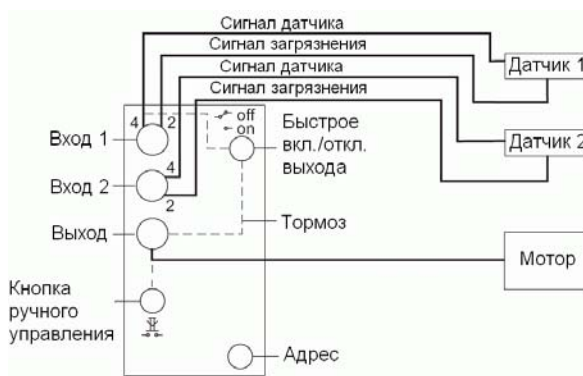 Сигнал датчика
Сигнал загрязнения
Сигнал датчика
Сигнал загрязнения
Датчик 1
Датчик 2
4
2
off
on
Быстрое
вкл./откл.
выхода
Вход 1
4
Вход 2
2
Выход
Тормоз
Мотор
Кнопка
ручного
управления
Адрес